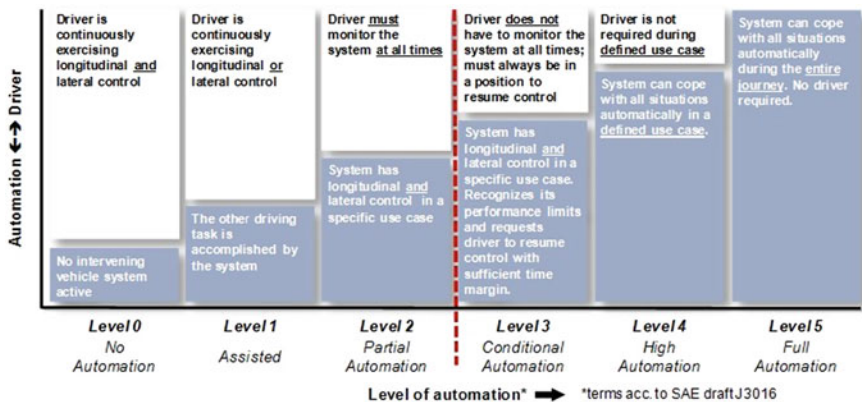 Driver is
continuously
exercising
longitudinal and
lateral control
No intervening
vehicle system
active
Driver is
continuously
exercising
longitudinal or
lateral control
The other driving
task is
accomplished by
the system
Driver must
monitor the
system at all times
System has
longitudinal and
lateral control in a
specific use case
Driver does not
have to monitor the
system at all times;
must always be in
a position to
resume control
System has
longitudinal and
lateral control in a
specific use case.
Recognizes its
performance limits
and requests
driver to resume
control with
sufficient time
margin.
Driver is not
required during
defined use case
System can cope
with all situations
automatically in a
defined use case.
System can cope
with all situations
automatically
during the entire
journey. No driver
required.
Automation ↔ Driver
Level 0
No
Automation
Level 1
Assisted
Level 2
Partial
Automation
Level 3
Conditional
Automation
Level 4
High
Automation
Level 5
Full
Automation
Level of automation* → *terms acc. to SAE draft J3016